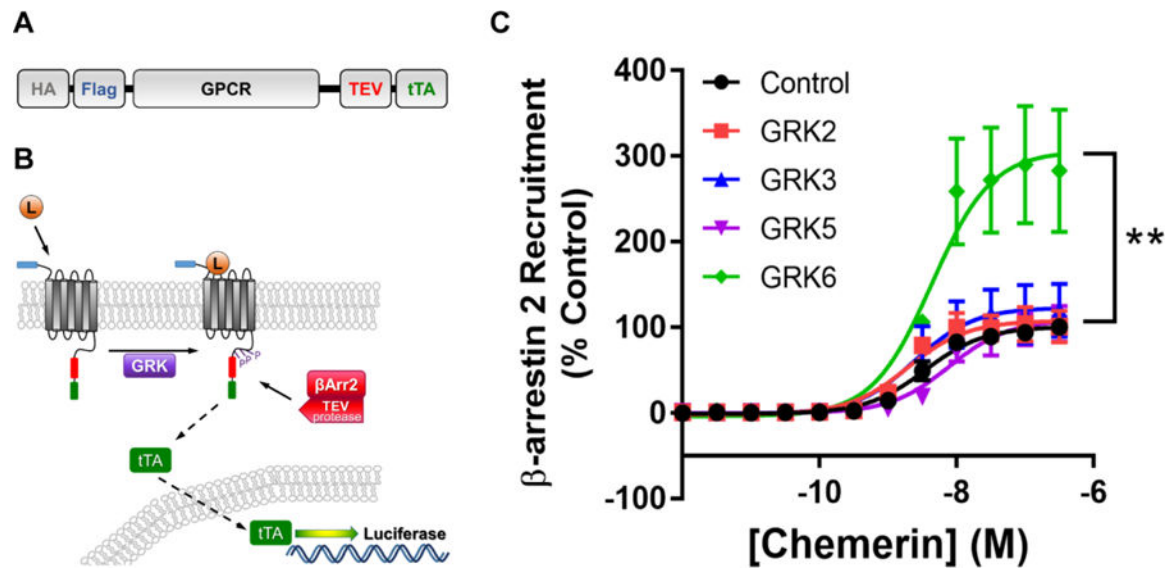 A
HA Flag GPCR TEV tTA
B
L
L
GRK
P P P
βArr2
TEV
protease
tTA
tTA
Luciferase
C
β-arrestin 2 Recruitment
(% Control)
400
300
200
100
0
-100
Control
GRK2
GRK3
GRK5
GRK6
**
-10 -8 -6
[Chemerin] (M)